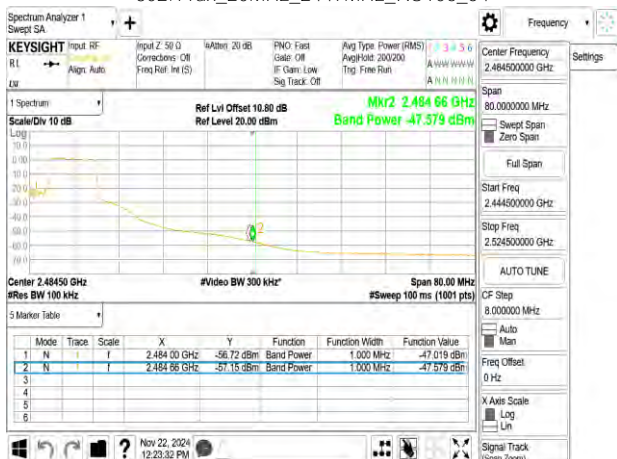 Spectrum Analyzer 1
Swept SA
+
Frequency
KEYSIGHT
Input: RF
Input Z: 50 Ω
#Atten: 20 dB
PNO: Fast
Avg Type: Power (RMS)
1 2 3 4 5 6
RL
Corrections: Off
Gate: Off
Avg|Hold: 200/200
A W W W W W
Align: Auto
Freq Ref: Int (S)
IF Gain: Low
Trig: Free Run
Sig Track: Off
A N N N N N
Center Frequency
2.484500000 GHz
Settings
Span
80.0000000 MHz
Swept Span
Zero Span
Full Span
Start Freq
2.444500000 GHz
Stop Freq
2.524500000 GHz
AUTO TUNE
CF Step
8.000000 MHz
Auto
Man
Freq Offset
0 Hz
X Axis Scale
Log
Lin
Signal Track
(Span Zoom)
1 Spectrum
Scale/Div 10 dB
Ref Lvl Offset 10.80 dB
Ref Level 20.00 dBm
Mkr2 2.484 66 GHz
Band Power -47.579 dBm
Log
2
Center 2.48450 GHz
#Video BW 300 kHz*
Span 80.00 MHz
#Res BW 100 kHz
#Sweep 100 ms (1001 pts)
5 Marker Table
Mode Trace Scale X Y Function Function Width Function Value
1 N 1 f 2.484 00 GHz -56.72 dBm Band Power 1.000 MHz -47.019 dBm
2 N 1 f 2.484 66 GHz -57.15 dBm Band Power 1.000 MHz -47.579 dBm
3
4
5
6
?
Nov 22, 2024
12:23:32 PM